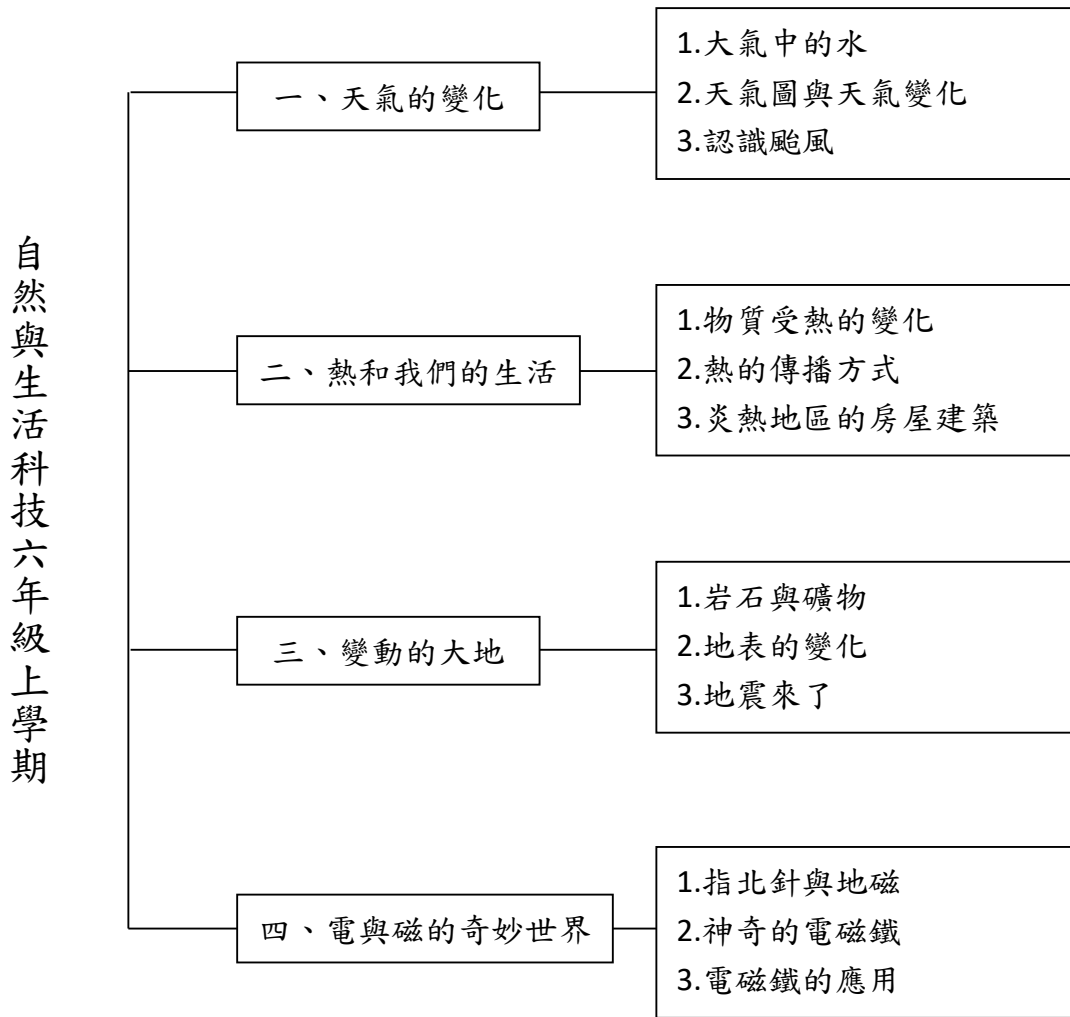 自然與生活科技六年級上學期
一、天氣的變化
1.大氣中的水
2.天氣圖與天氣變化
3.認識颱風
二、熱和我們的生活
1.物質受熱的變化
2.熱的傳播方式
3.炎熱地區的房屋建築
三、變動的大地
1.岩石與礦物
2.地表的變化
3.地震來了
四、電與磁的奇妙世界
1.指北針與地磁
2.神奇的電磁鐵
3.電磁鐵的應用